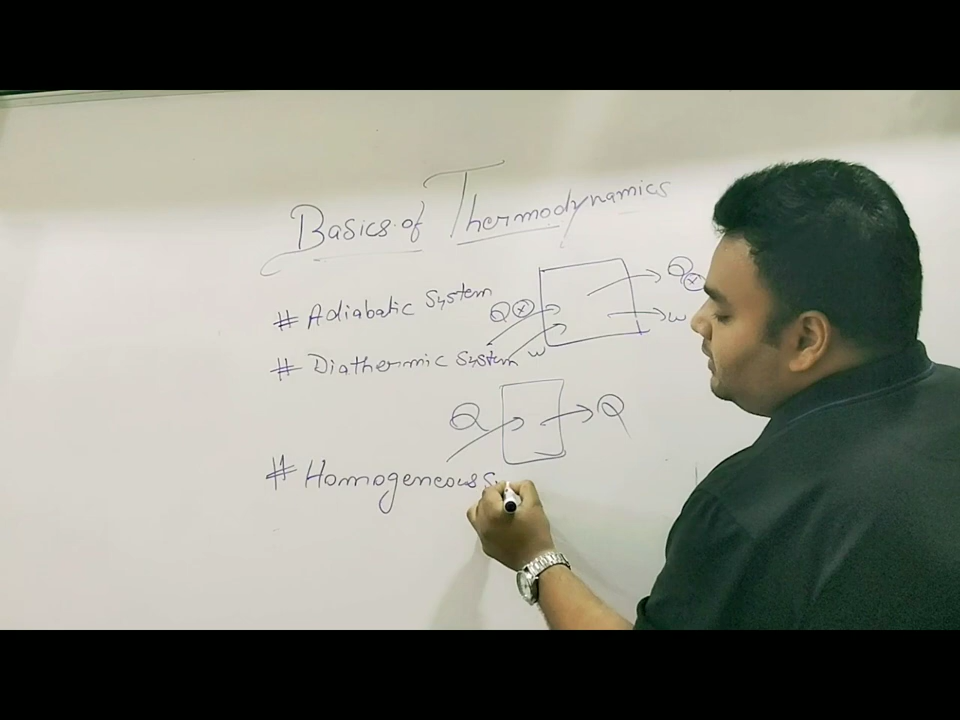 Basics of Thermodynamics
# Adiabatic System
Q x
w
Q x
w
# Diathermic System
Q
Q
# Homogeneous S